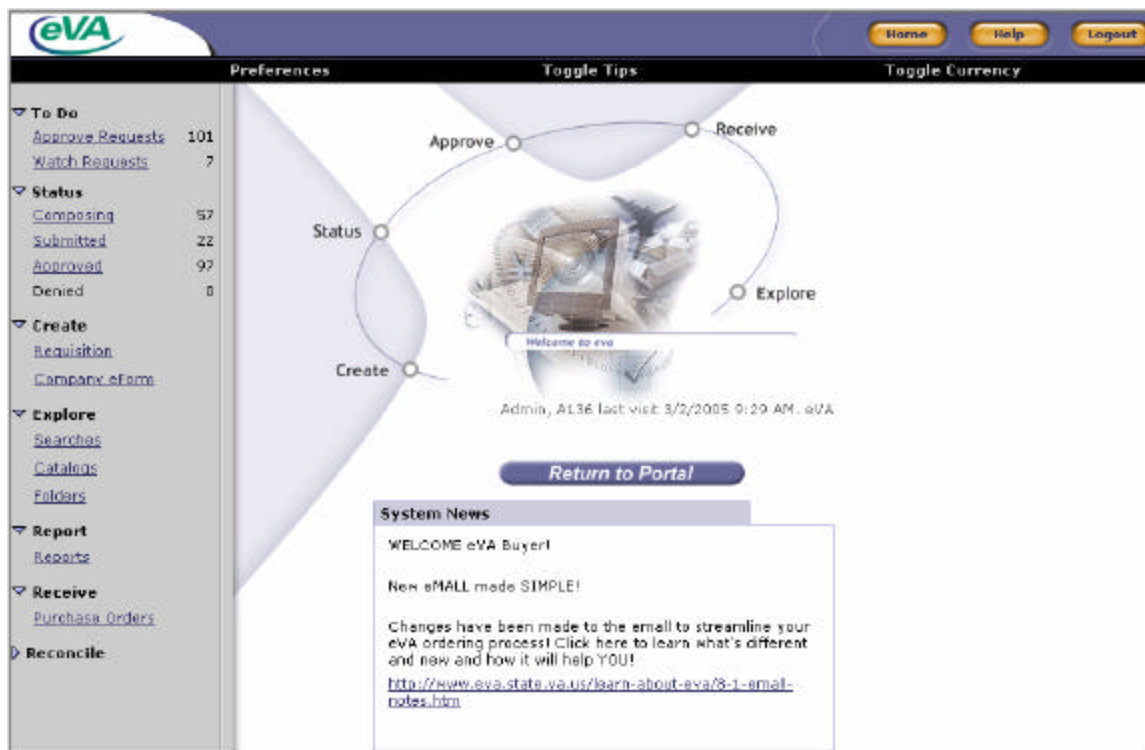 eVA
Home Help Logout
Preferences Toggle Tips Toggle Currency
To Do
Approve Requests 101
Watch Requests 7
Status
Composing 57
Submitted 22
Approved 97
Denied 0
Create
Requisition
Company eForm
Explore
Searches
Catalogs
Folders
Report
Reports
Receive
Purchase Orders
Reconcile
Approve
Receive
Status
Explore
Create
Welcome to eva
Admin, A136 last visit 3/2/2005 9:29 AM. eVA
Return to Portal
System News
WELCOME eVA Buyer!
New eMALL made SIMPLE!
Changes have been made to the email to streamline your
eVA ordering process! Click here to learn what's different
and new and how it will help YOU!
http://www.eva.state.va.us/learn-about-eva/8-1-email-
notes.htm